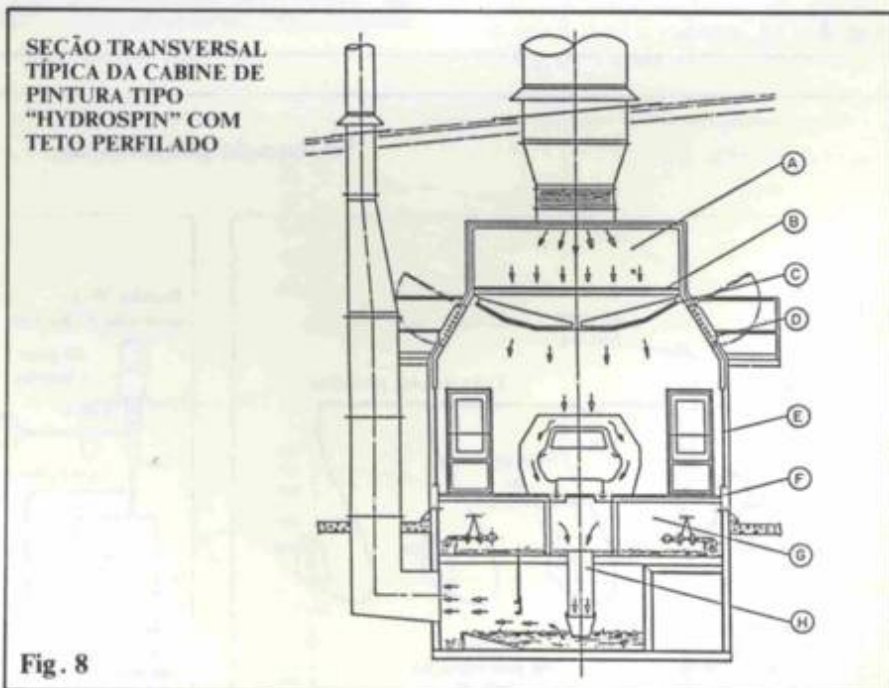 SEÇÃO TRANSVERSAL
TÍPICA DA CABINE DE
PINTURA TIPO
“HYDROSPIN” COM
TETO PERFILADO
A
B
C
D
E
F
G
H
Fig. 8